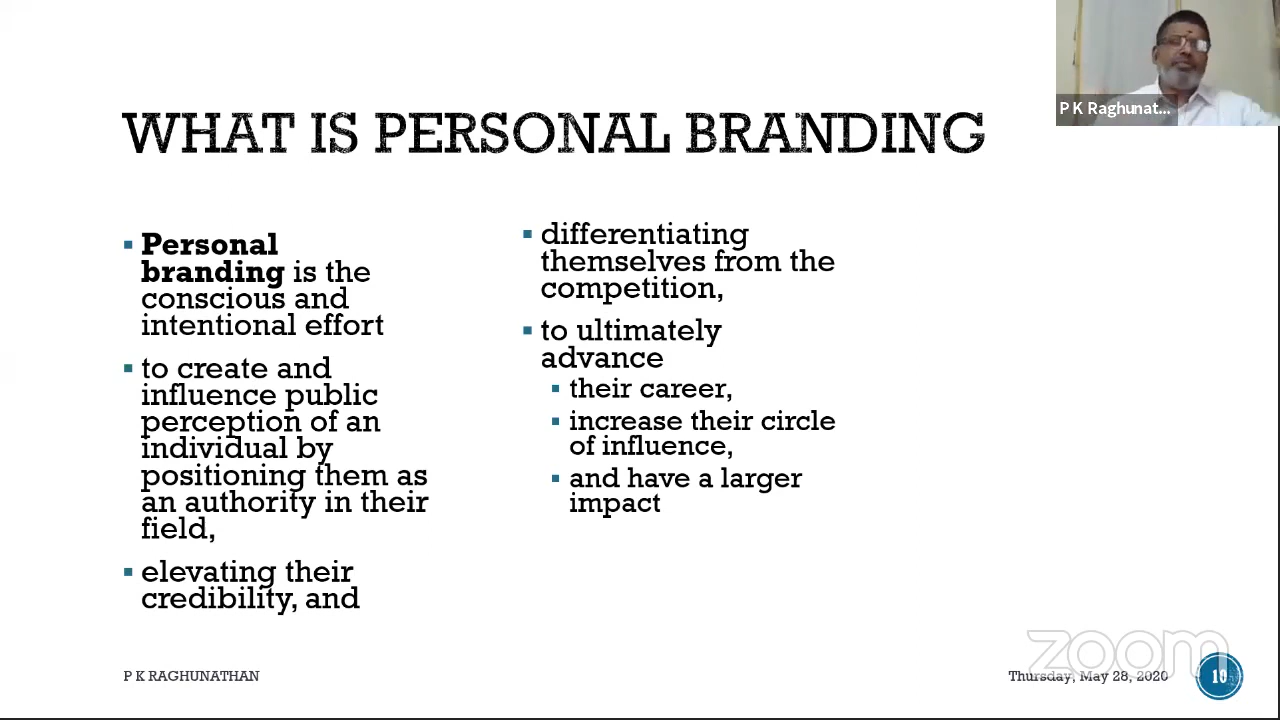 P K Raghunat...
WHAT IS PERSONAL BRANDING
▪ Personal
branding is the
conscious and
intentional effort
▪ to create and
influence public
perception of an
individual by
positioning them as
an authority in their
field,
▪ elevating their
credibility, and
▪ differentiating
themselves from the
competition,
▪ to ultimately
advance
▪ their career,
▪ increase their circle
of influence,
▪ and have a larger
impact
zoom
P K RAGHUNATHAN
Thursday, May 28, 2020
10